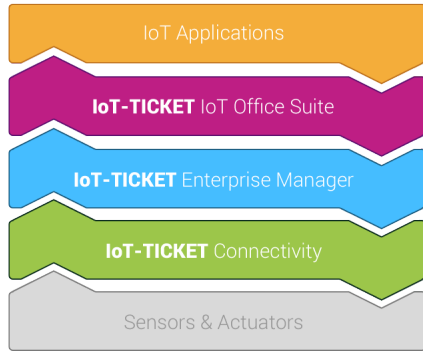 IoT Applications
IoT-TICKET IoT Office Suite
IoT-TICKET Enterprise Manager
IoT-TICKET Connectivity
Sensors & Actuators